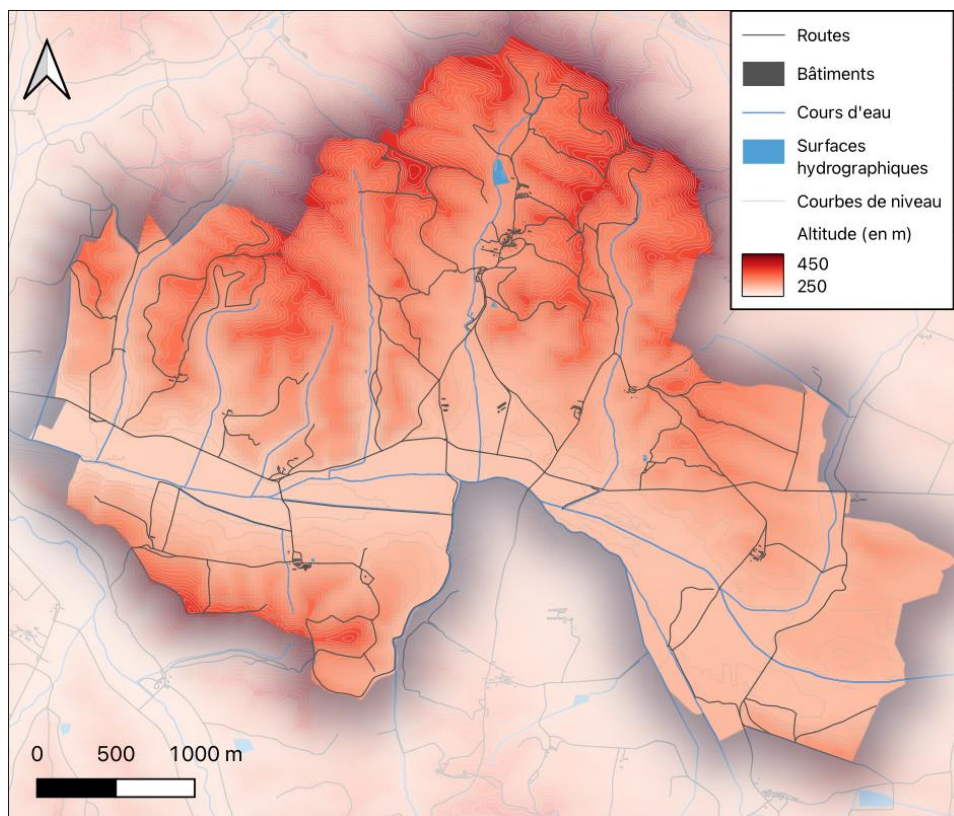 Routes
Bâtiments
Cours d'eau
Surfaces
hydrographiques
Courbes de niveau
Altitude (en m)
450
250
0 500 1000 m